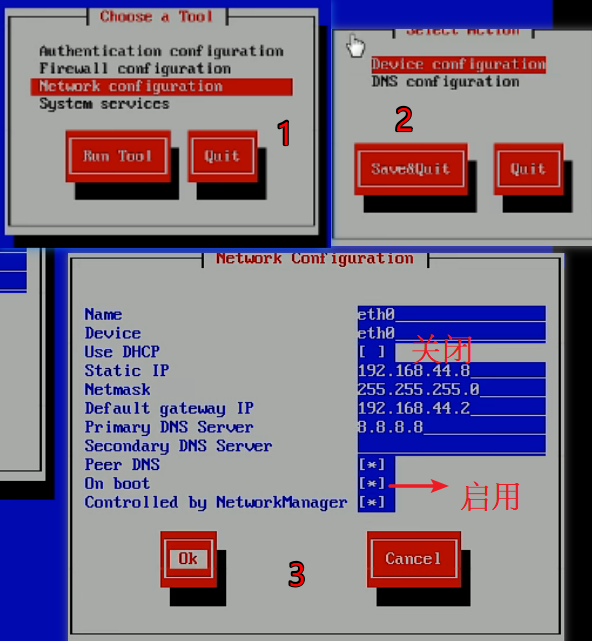 Choose a Tool
Authentication configuration
Firewall configuration
Network configuration
System services
Run Tool
Quit
1
Select Action
Device configuration
DNS configuration
2
Save&Quit
Quit
Network Configuration
Name eth0
Device eth0
Use DHCP [ ] 关闭
Static IP 192.168.44.8
Netmask 255.255.255.0
Default gateway IP 192.168.44.2
Primary DNS Server 8.8.8.8
Secondary DNS Server
Peer DNS [*]
On boot [*] 启用
Controlled by NetworkManager [*]
Ok
Cancel
3